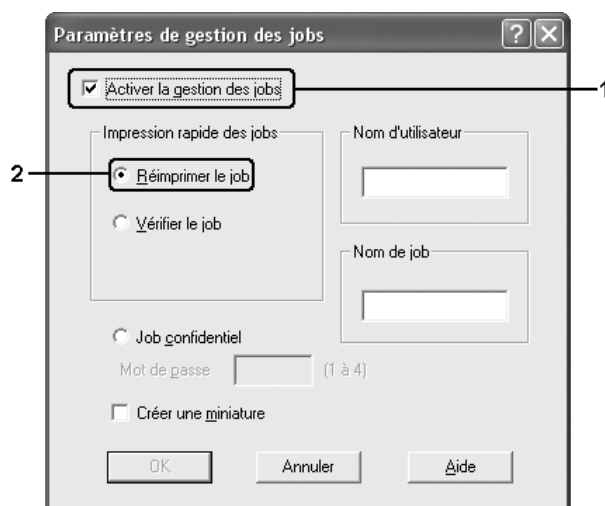 Paramètres de gestion des jobs
Activer la gestion des jobs
1
Impression rapide des jobs
Nom d'utilisateur
2
Réimprimer le job
Vérifier le job
Nom de job
Job confidentiel
Mot de passe
(1 à 4)
Créer une miniature
OK
Annuler
Aide